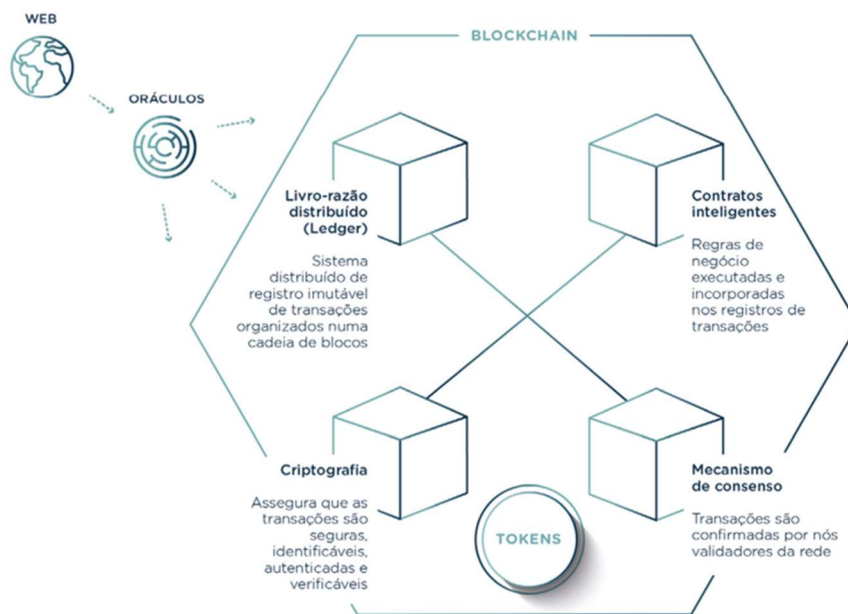 WEB
ORÁCULOS
BLOCKCHAIN
Livro-razão
distribuído
(Ledger)
Sistema
distribuído de
registro imutável
de transações
organizados numa
cadeia de blocos
Contratos
inteligentes
Regras de
negócio
executadas e
incorporadas
nos registros de
transações
Criptografia
Assegura que as
transações são
seguras,
identificáveis,
autenticadas e
verificáveis
TOKENS
Mecanismo
de consenso
Transações são
confirmadas por nós
validadores da rede